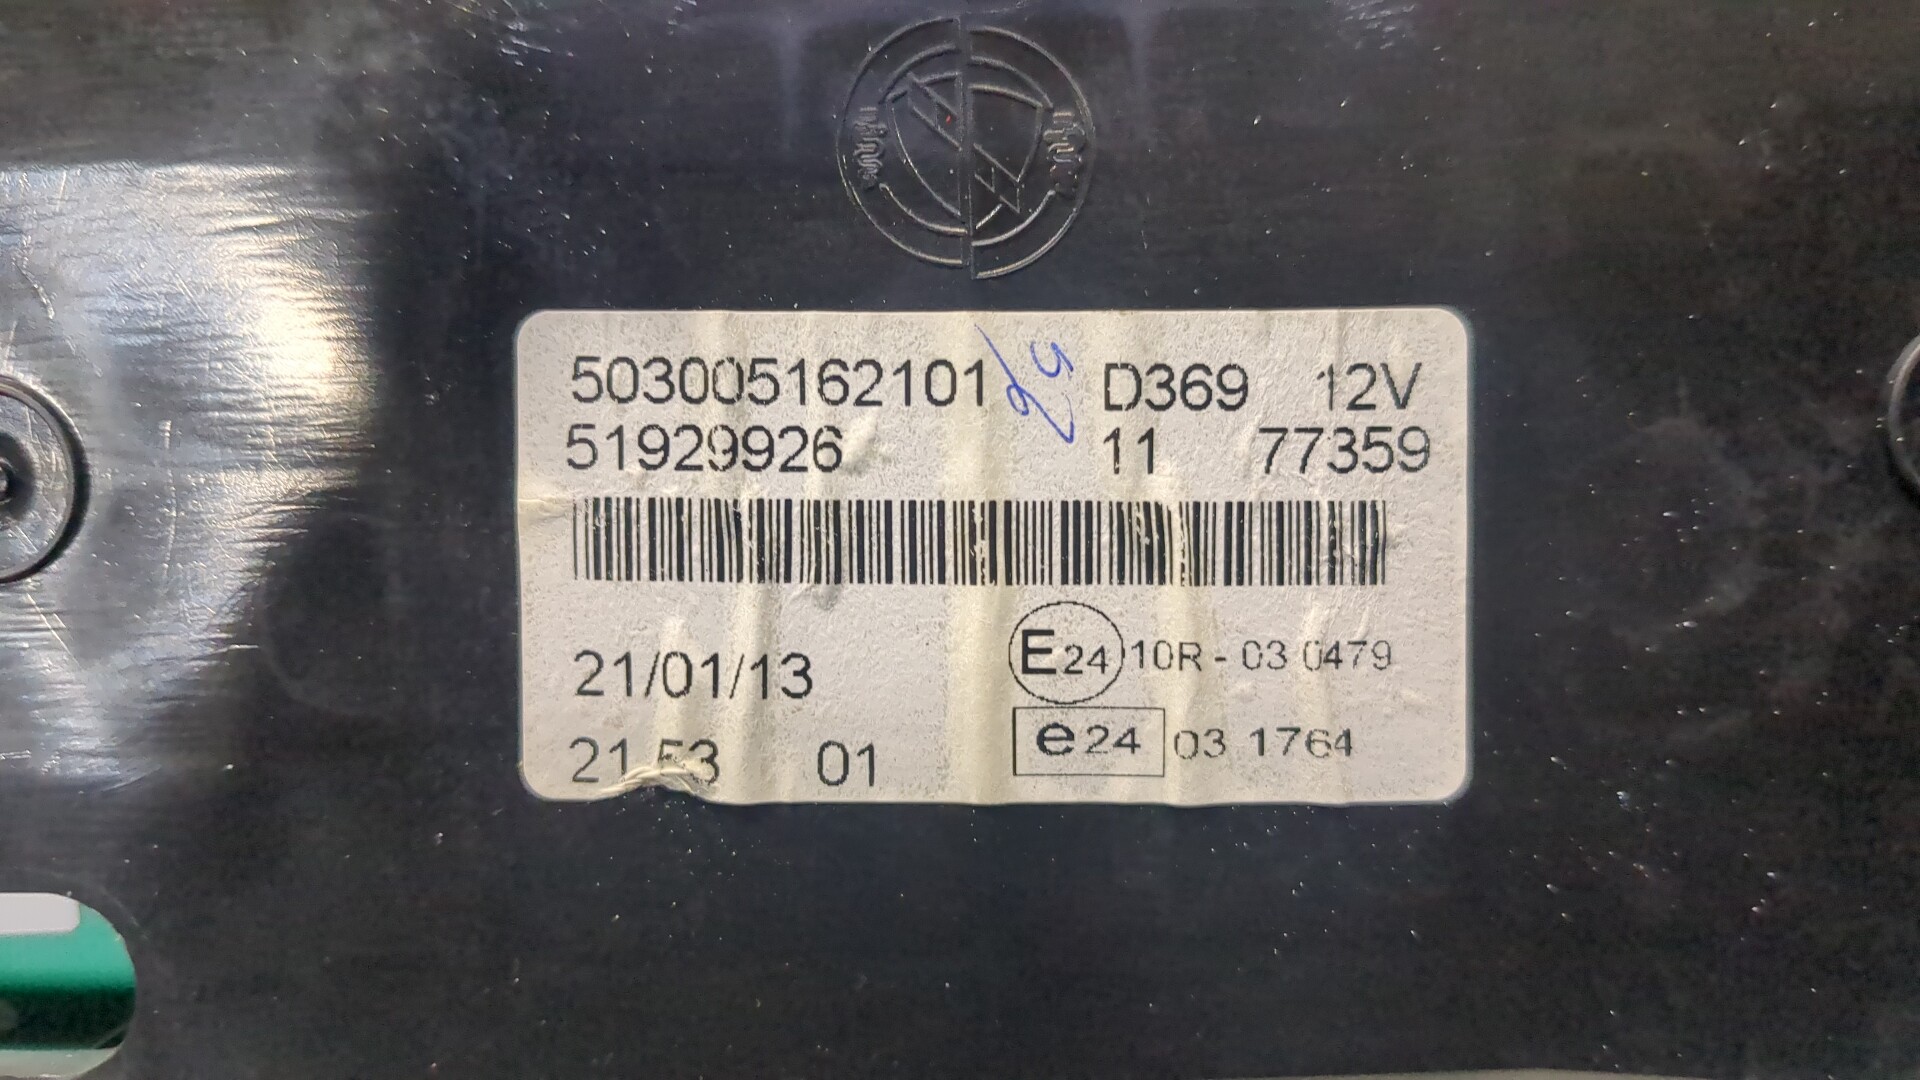 503005162101 D369 12V
51929926 11 77359
21/01/13 E24 10R - 03 0479
21 53 01 e24 03 1764